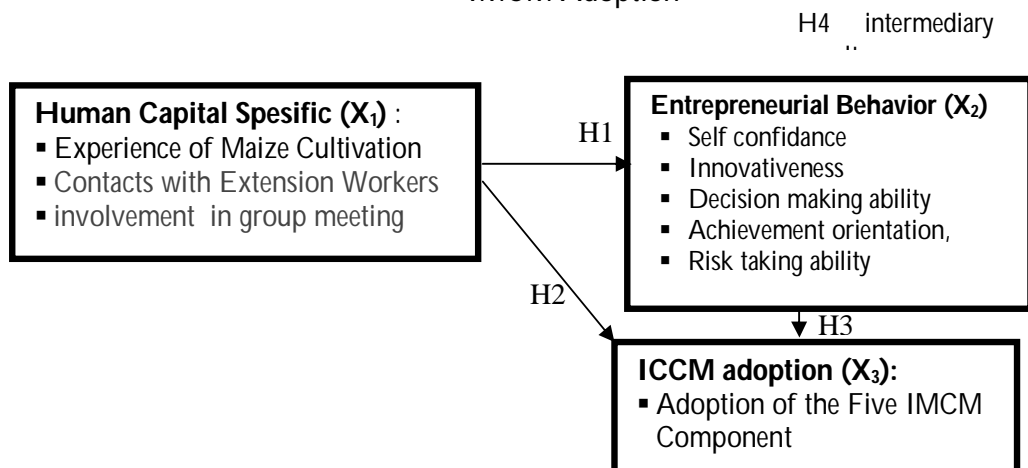 Adoption
H4 intermediary
Human Capital Spesific (X₁) :
▪ Experience of Maize Cultivation
▪ Contacts with Extension Workers
▪ involvement in group meeting
H1
Entrepreneurial Behavior (X₂)
▪ Self confidance
▪ Innovativeness
▪ Decision making ability
▪ Achievement orientation,
▪ Risk taking ability
H2
H3
ICCM adoption (X₃):
▪ Adoption of the Five IMCM
Component